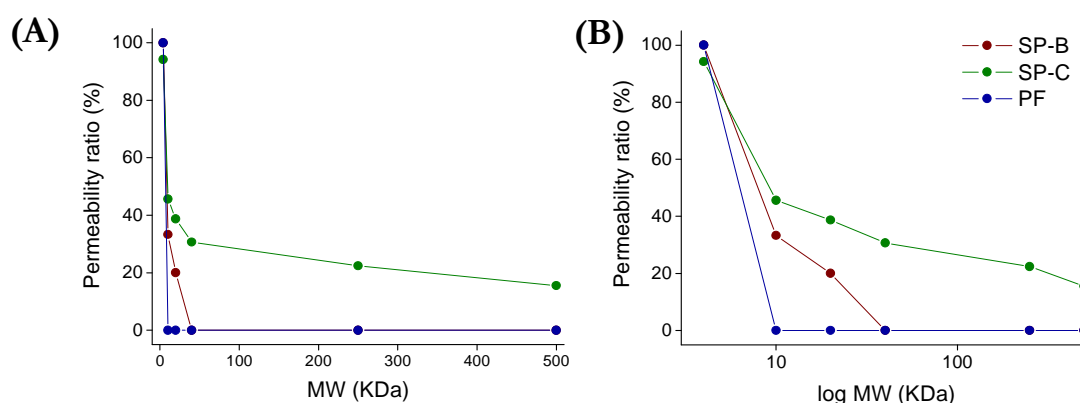 (A)
100
80
60
40
20
0
Permeability ratio (%)
0 100 200 300 400 500
MW (KDa)
(B)
100
80
60
40
20
0
Permeability ratio (%)
10 100
log MW (KDa)
SP-B
SP-C
PF